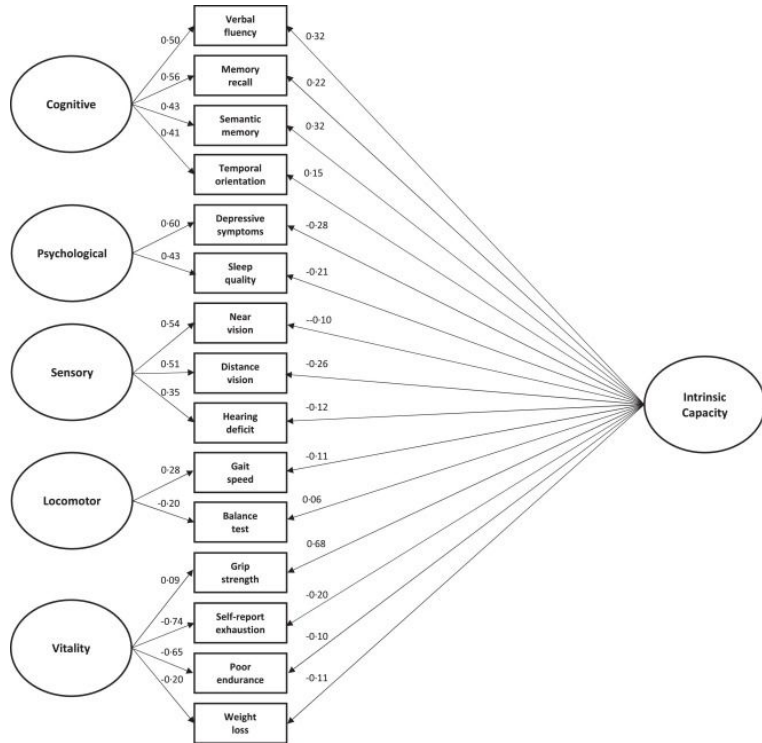 Verbal
fluency
0·50
0·32
Memory
recall
0·56
0·22
Cognitive
Semantic
memory
0·43
0·32
0·41
Temporal
orientation
0·15
Depressive
symptoms
0·60
-0·28
Psychological
0·43
Sleep
quality
-0·21
Near
vision
0·54
--0·10
Sensory
0·51
Distance
vision
-0·26
0·35
Hearing
deficit
-0·12
Intrinsic
Capacity
Gait
speed
0·28
-0·11
Locomotor
-0·20
Balance
test
0·06
Grip
strength
0·09
0·68
Self-report
exhaustion
-0·74
-0·20
Vitality
-0·65
Poor
endurance
-0·10
-0·20
Weight
loss
-0·11